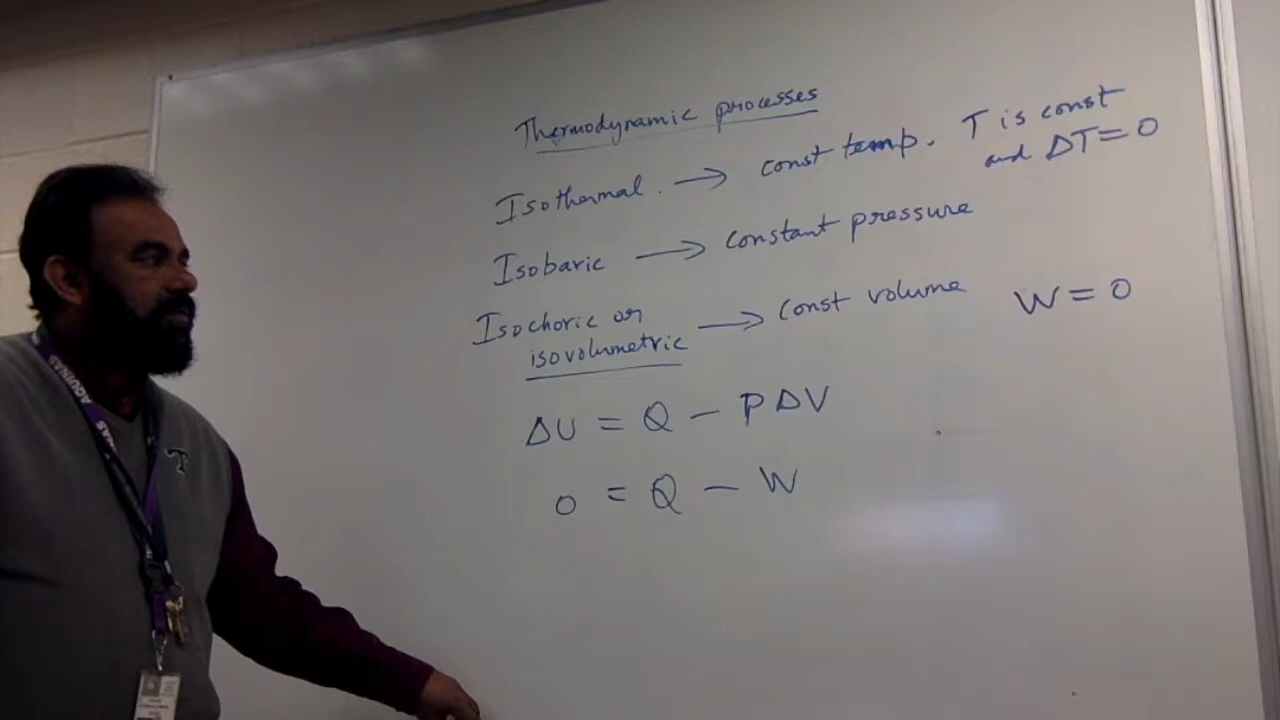 Thermodynamic processes
Isothermal. → const temp. T is const
and ΔT=0
Isobaric → constant pressure
Isochoric or → const volume W=0
isovolumetric
ΔU = Q - PΔV
0 = Q - W
AQUINAS
T